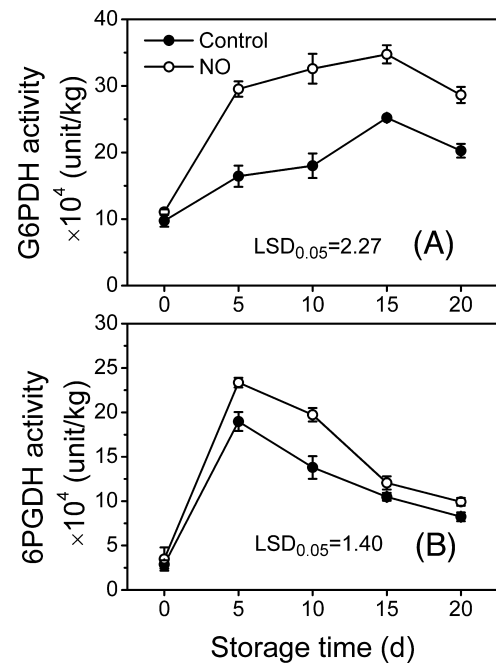 40
Control
NO
30
20
10
0
G6PDH activity
×10⁴ (unit/kg)
LSD₀.₀₅=2.27
(A)
0 5 10 15 20
30
25
20
15
10
5
0
6PGDH activity
×10⁴ (unit/kg)
LSD₀.₀₅=1.40
(B)
0 5 10 15 20
Storage time (d)